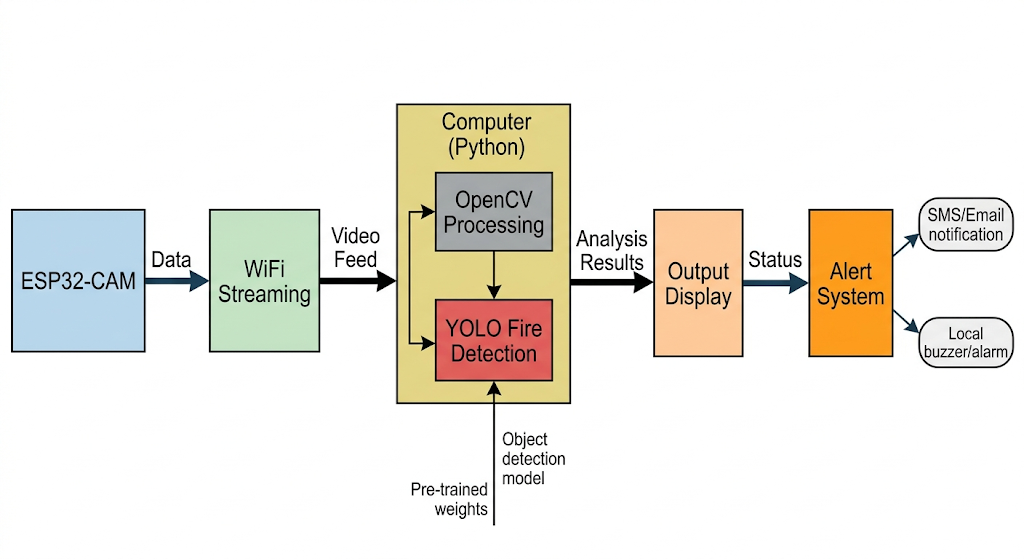 ESP32-CAM
Data
WiFi
Streaming
Video
Feed
Computer
(Python)
OpenCV
Processing
YOLO Fire
Detection
Object
detection
model
Pre-trained
weights
Analysis
Results
Output
Display
Status
Alert
System
SMS/Email
notification
Local
buzzer/alarm